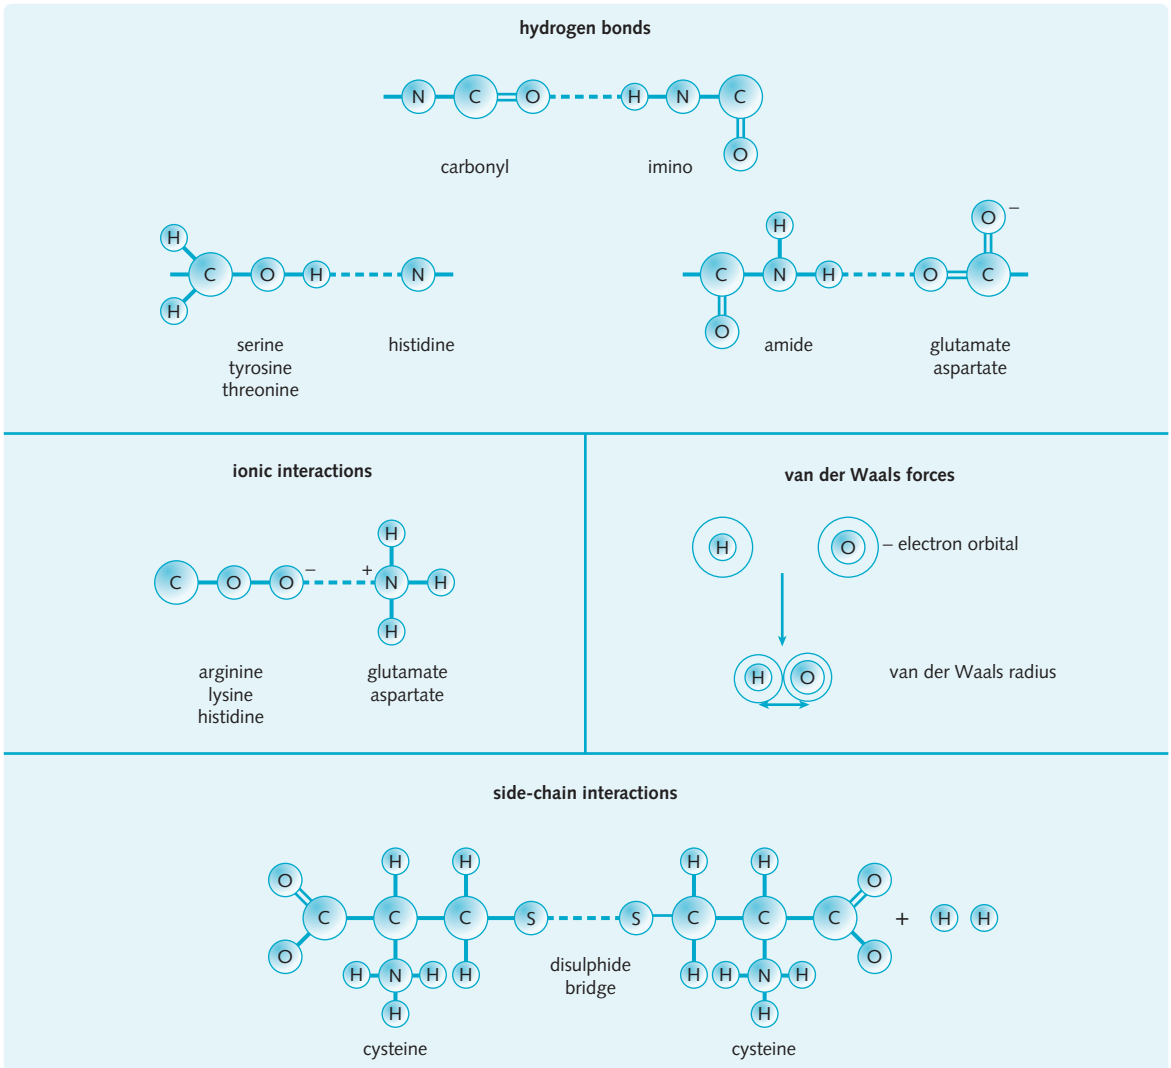 hydrogen bonds
N C O H N C
O
carbonyl imino
H
C O H N
H
serine histidine
tyrosine
threonine
H O –
C N H O C
O
amide glutamate
aspartate
ionic interactions
H
C O O – + N H
H
arginine glutamate
lysine aspartate
histidine
van der Waals forces
H O – electron orbital
H O van der Waals radius
side-chain interactions
O H H H H O
C C C S S C C C + H H
O O
H N H H H H N H
disulphide
bridge
H H
cysteine cysteine